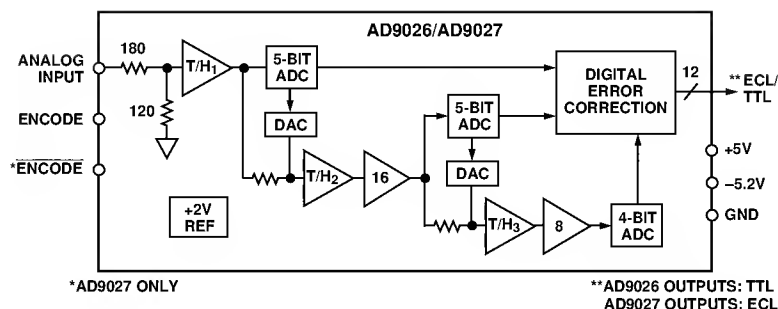 AD9026/AD9027
ANALOG
INPUT
180
T/H1
5-BIT
ADC
DIGITAL
ERROR
CORRECTION
12
**ECL/
TTL
120
ENCODE
DAC
5-BIT
ADC
*ENCODE
T/H2
16
DAC
+5V
–5.2V
+2V
REF
T/H3
8
4-BIT
ADC
GND
*AD9027 ONLY
**AD9026 OUTPUTS: TTL
AD9027 OUTPUTS: ECL